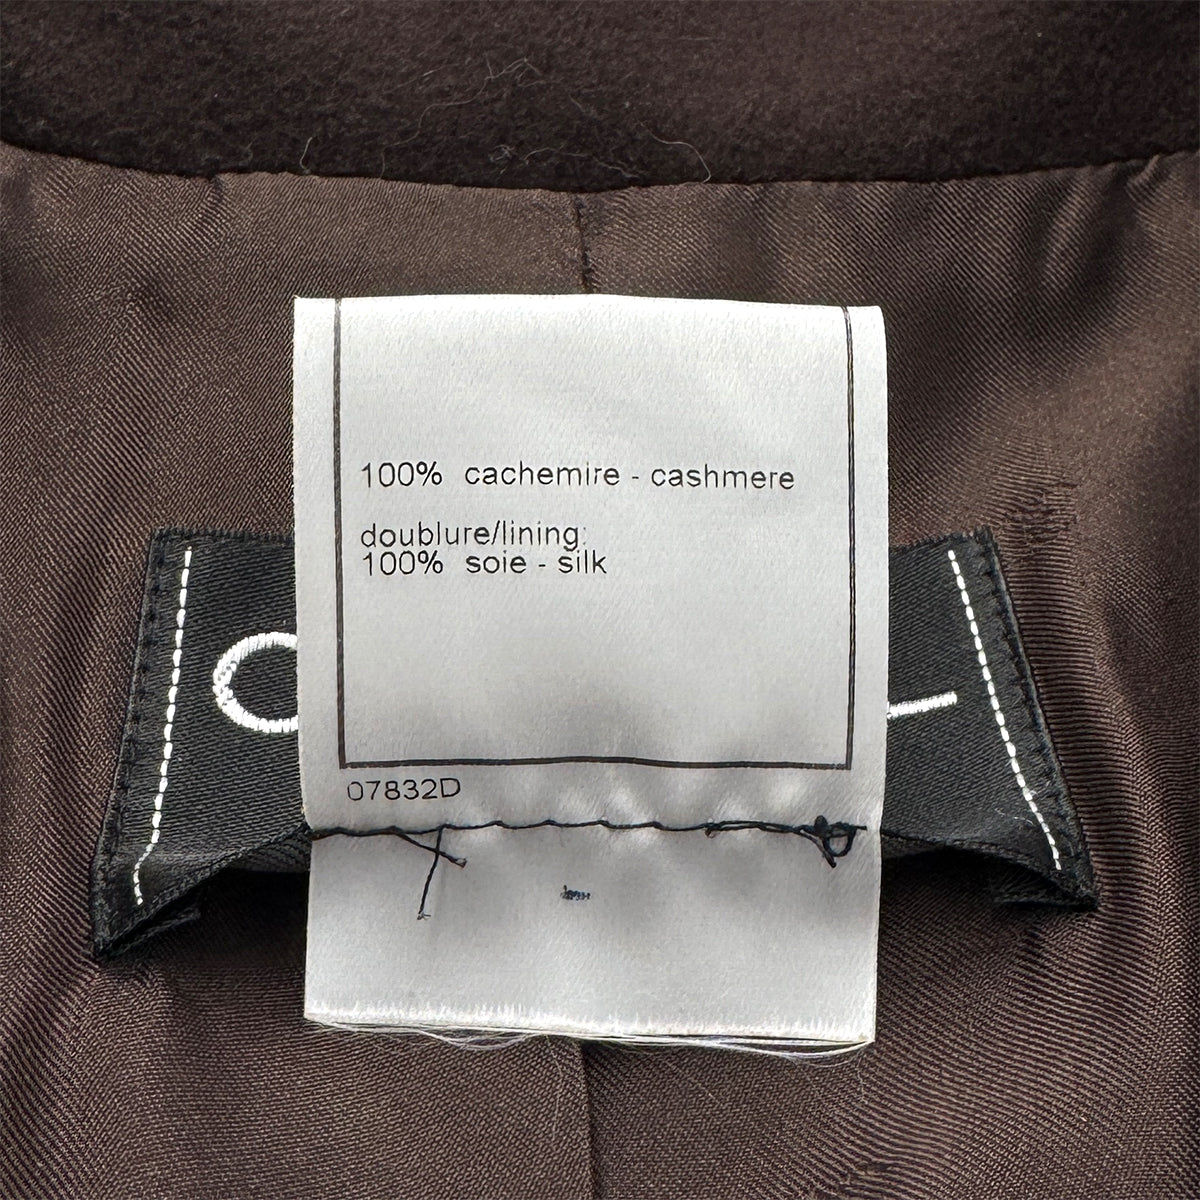 100% cachemire - cashmere
doublure/lining:
100% soie - silk
07832D